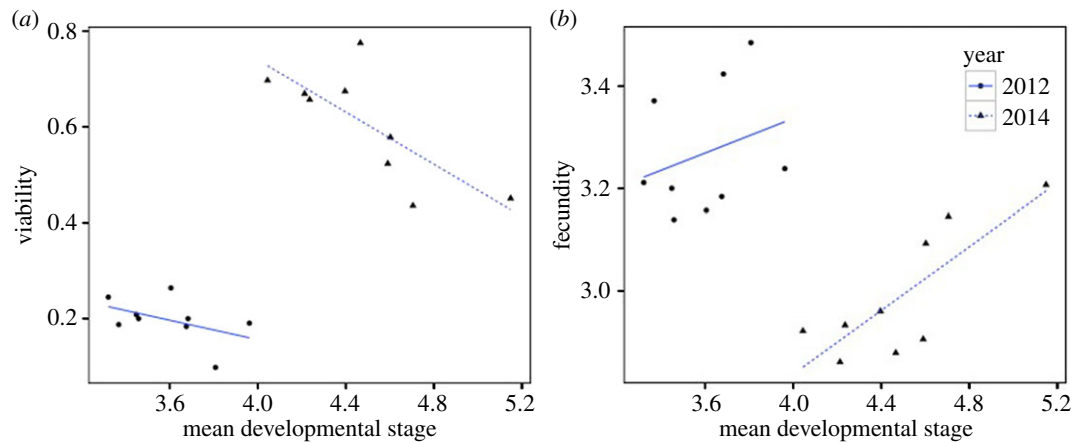 (a)
0.8
0.6
0.4
0.2
viability
3.6 4.0 4.4 4.8 5.2
mean developmental stage
(b)
3.4
3.2
3.0
fecundity
year
2012
2014
3.6 4.0 4.4 4.8 5.2
mean developmental stage